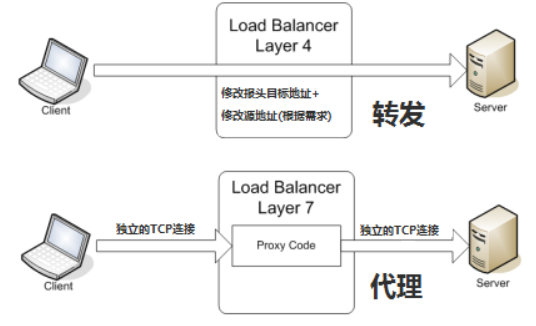 Load Balancer
Layer 4
修改报头目标地址+
修改源地址(根据需求)
转发
Client
Server
Load Balancer
Layer 7
独立的TCP连接
Proxy Code
独立的TCP连接
代理
Client
Server